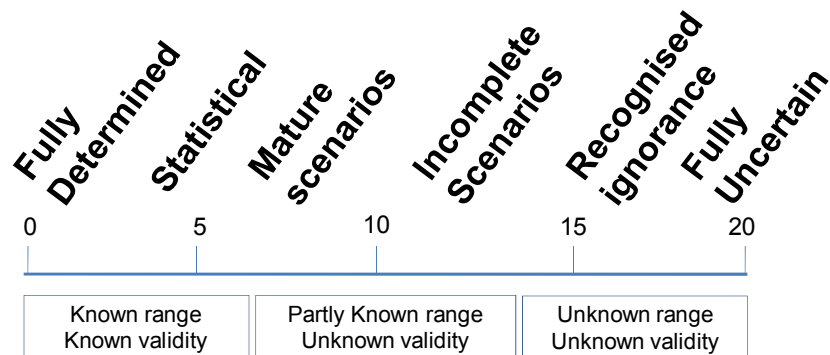 Fully
Determined
Statistical
Mature
scenarios
Incomplete
Scenarios
Recognised
ignorance
Fully
Uncertain
0
5
10
15
20
Known range
Known validity
Partly Known range
Unknown validity
Unknown range
Unknown validity